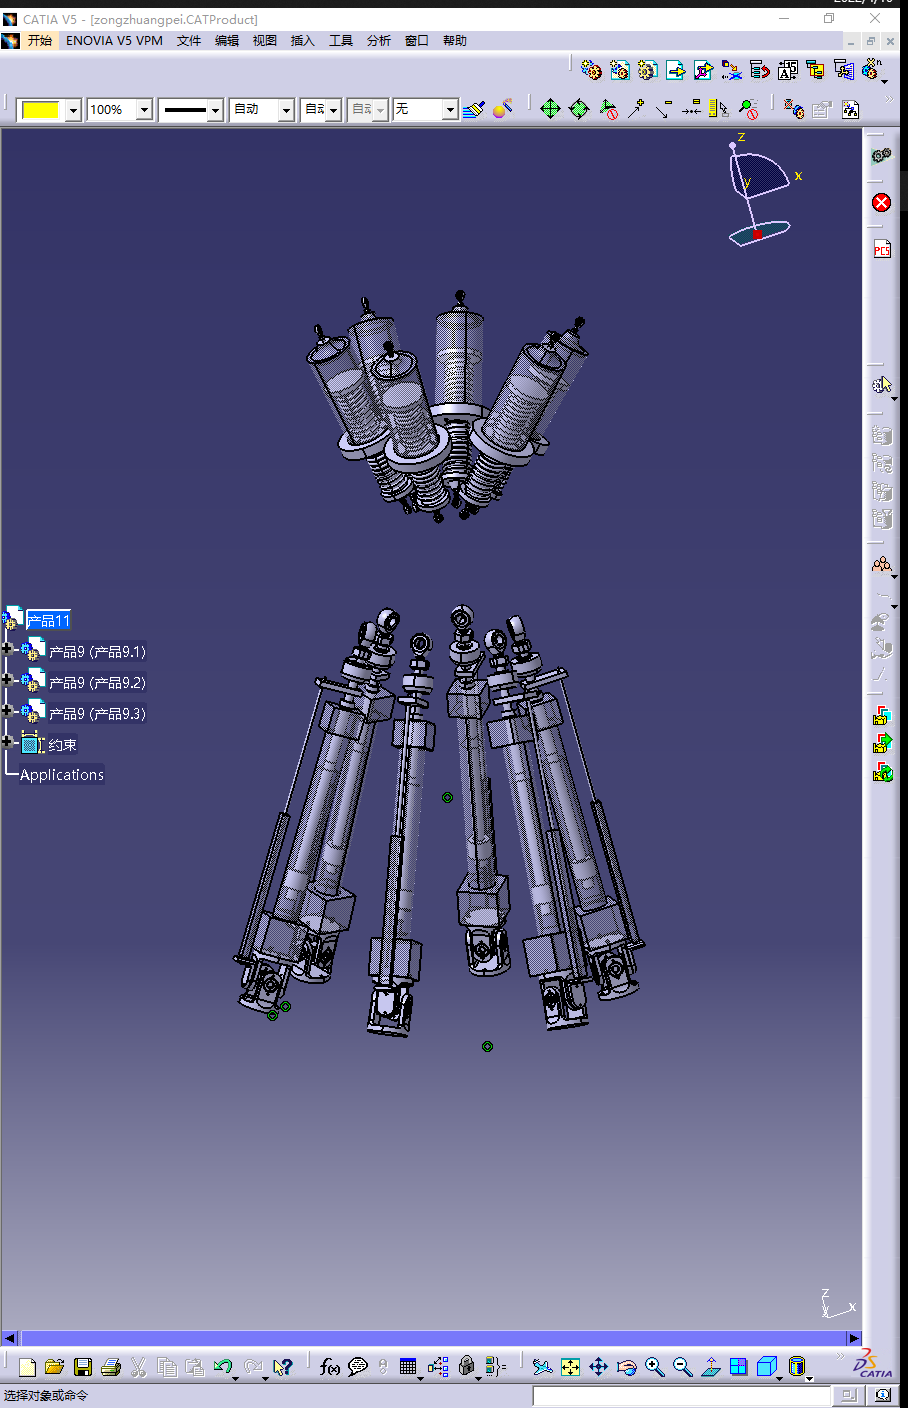 CATIA V5 - [zongzhuangpei.CATProduct]
开始 ENOVIA V5 VPM 文件 编辑 视图 插入 工具 分析 窗口 帮助
100% 自动 自动 自动 无
z
x
y
PCS
产品11
产品9 (产品9.1)
产品9 (产品9.2)
产品9 (产品9.3)
约束
Applications
z
x
y
f(x)
CATIA
选择对象或命令